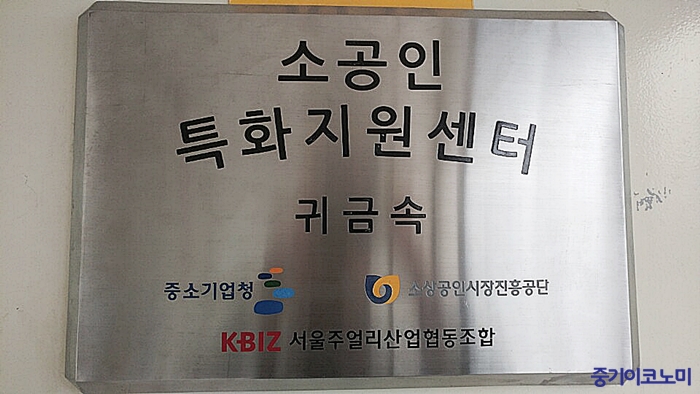 소공인
특화지원센터
귀금속
중소기업청 소상공인시장진흥공단
K-BIZ 서울주얼리산업협동조합
중기이코노미